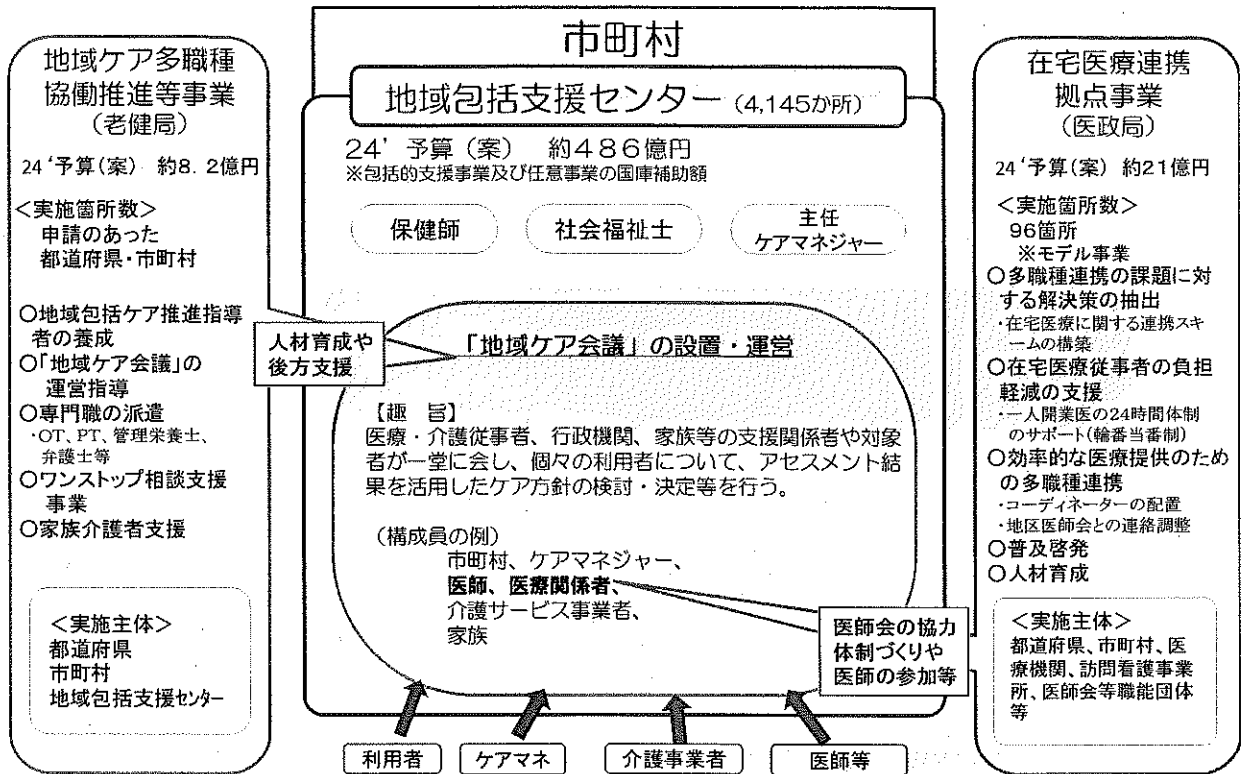 市町村
地域包括支援センター（4,145か所）
24’予算（案）　約486億円
※包括的支援事業及び任意事業の国庫補助額
保健師
社会福祉士
主任
ケアマネジャー
「地域ケア会議」の設置・運営
【趣　旨】
医療・介護従事者、行政機関、家族等の支援関係者や対象
者が一堂に会し、個々の利用者について、アセスメント結
果を活用したケア方針の検討・決定等を行う。
（構成員の例）
市町村、ケアマネジャー、
医師、医療関係者、
介護サービス事業者、
家族
地域ケア多職種
協働推進等事業
（老健局）
24‘予算（案）　約8．2億円
＜実施箇所数＞
申請のあった
都道府県・市町村
○地域包括ケア推進指導
者の養成
○「地域ケア会議」の
運営指導
○専門職の派遣
・OT、PT、管理栄養士、
弁護士等
○ワンストップ相談支援
事業
○家族介護者支援
＜実施主体＞
都道府県
市町村
地域包括支援センター
人材育成や
後方支援
在宅医療連携
拠点事業
（医政局）
24‘予算（案）　約21億円
＜実施箇所数＞
96箇所
※モデル事業
○多職種連携の課題に対
する解決策の抽出
・在宅医療に関する連携スキ
ームの構築
○在宅医療従事者の負担
軽減の支援
・一人開業医の24時間体制
のサポート（輪番当番制）
○効率的な医療提供のため
の多職種連携
・コーディネーターの配置
・地区医師会との連絡調整
○普及啓発
○人材育成
＜実施主体＞
都道府県、市町村、医
療機関、訪問看護事業
所、医師会等職能団体
等
医師会の協力
体制づくりや
医師の参加等
利用者
ケアマネ
介護事業者
医師等